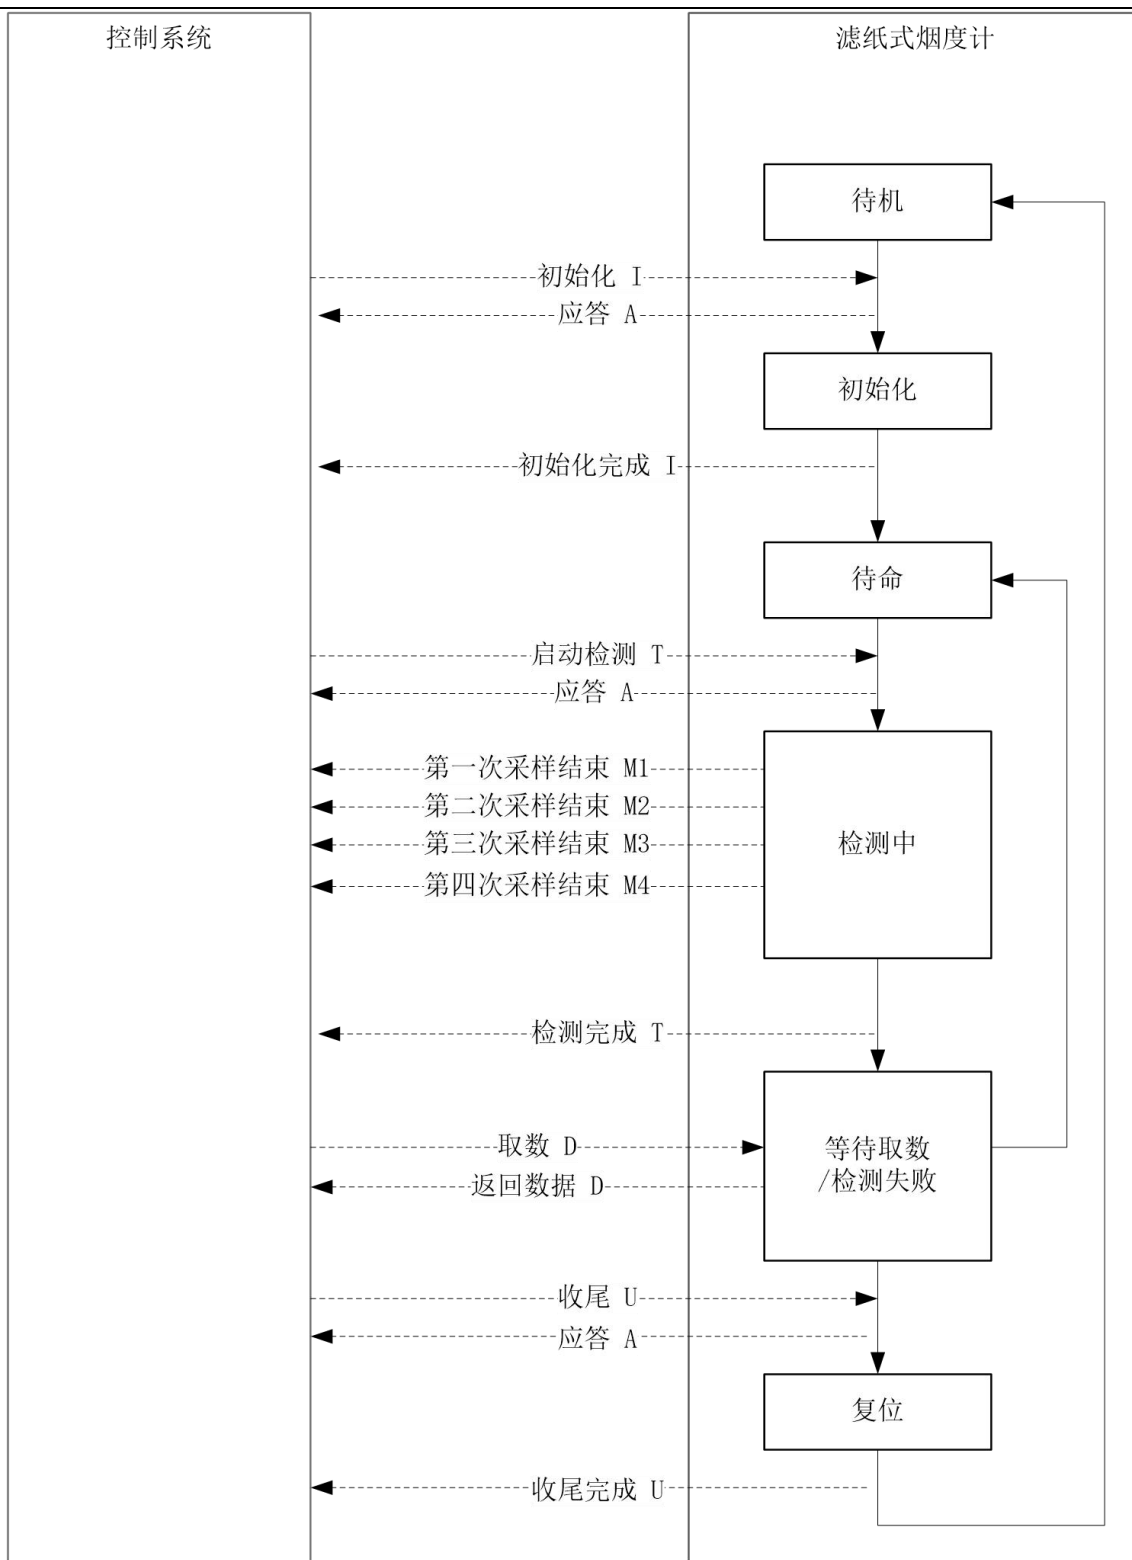 控制系统
滤纸式烟度计
待机
初始化 I
应答 A
初始化
初始化完成 I
待命
启动检测 T
应答 A
第一次采样结束 M1
第二次采样结束 M2
第三次采样结束 M3
第四次采样结束 M4
检测中
检测完成 T
取数 D
返回数据 D
等待取数
/检测失败
收尾 U
应答 A
复位
收尾完成 U